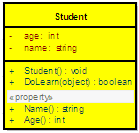 Student
- age: int
- name: string
+ Student() : void
+ DoLearn(object) : boolean
«property»
+ Name() : string
+ Age() : int